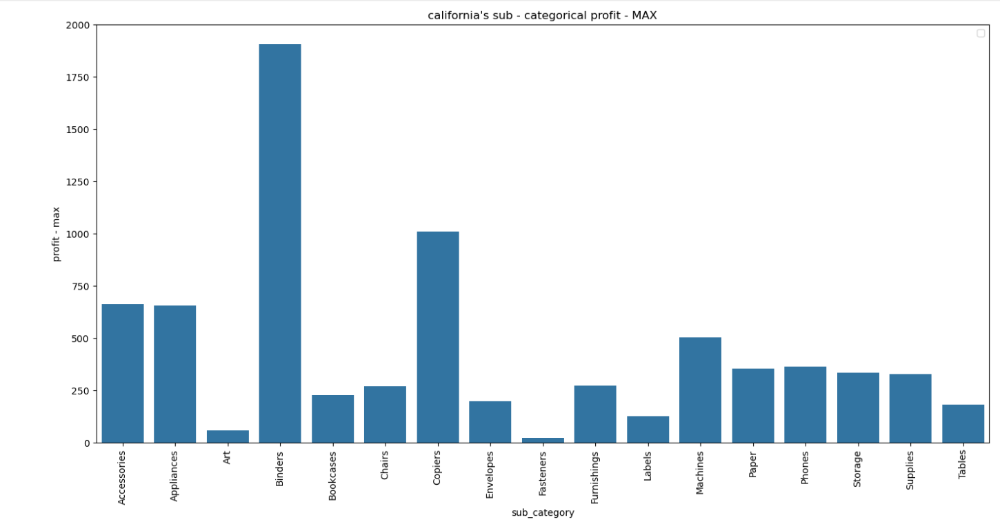 california's sub - categorical profit - MAX
2000
1750
1500
1250
1000
750
500
250
0
profit - max
Accessories
Appliances
Art
Binders
Bookcases
Chairs
Copiers
Envelopes
Fasteners
Furnishings
Labels
Machines
Paper
Phones
Storage
Supplies
Tables
sub_category